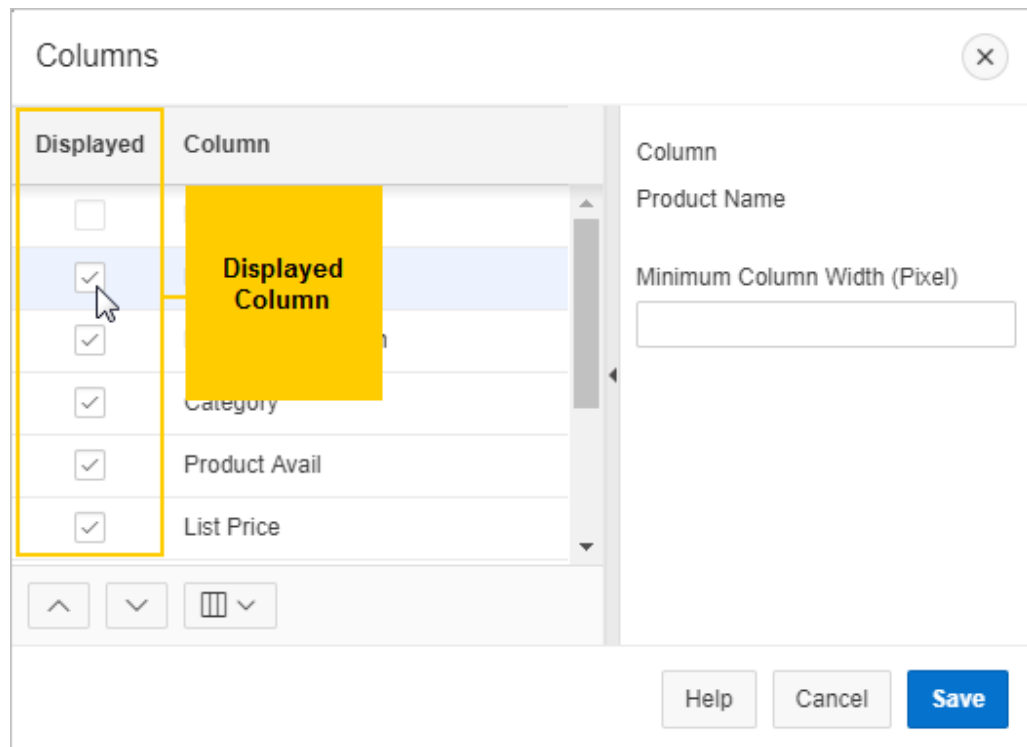 Columns
Displayed Column
Displayed
Column
Category
Product Avail
List Price
Column
Product Name
Minimum Column Width (Pixel)
Help Cancel Save